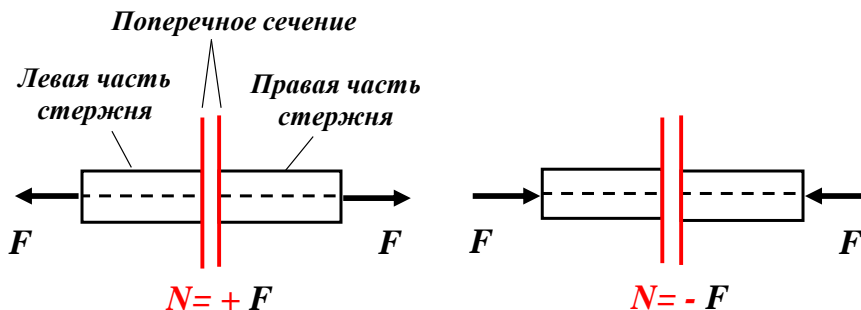 Поперечное сечение
Левая часть
стержня
Правая часть
стержня
F
F
F
F
N= + F
N= - F